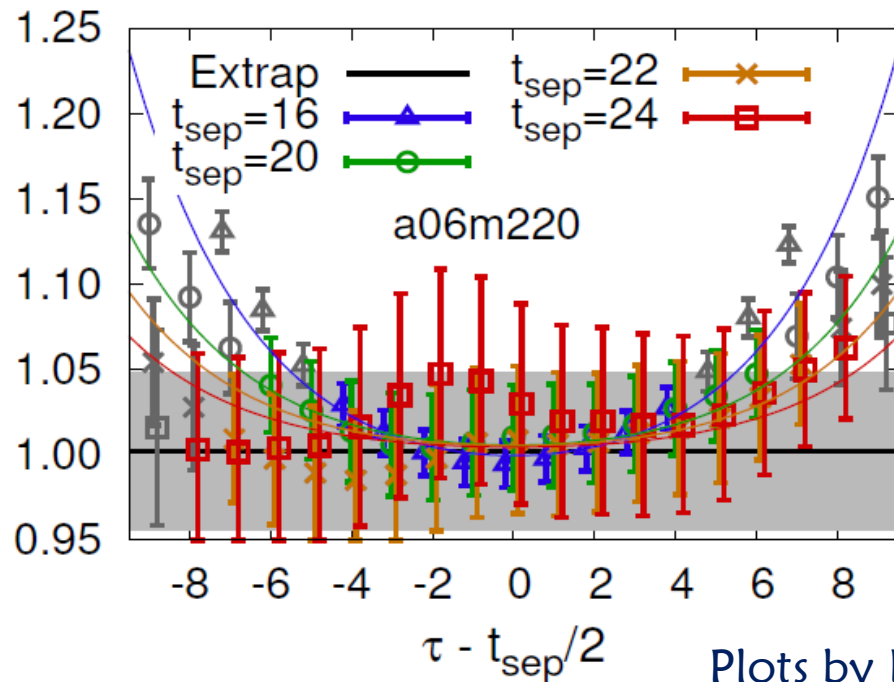 1.25
1.20
1.15
1.10
1.05
1.00
0.95
Extrap
t_sep=16
t_sep=20
t_sep=22
t_sep=24
a06m220
-8 -6 -4 -2 0 2 4 6 8
τ - t_sep/2
Plots by